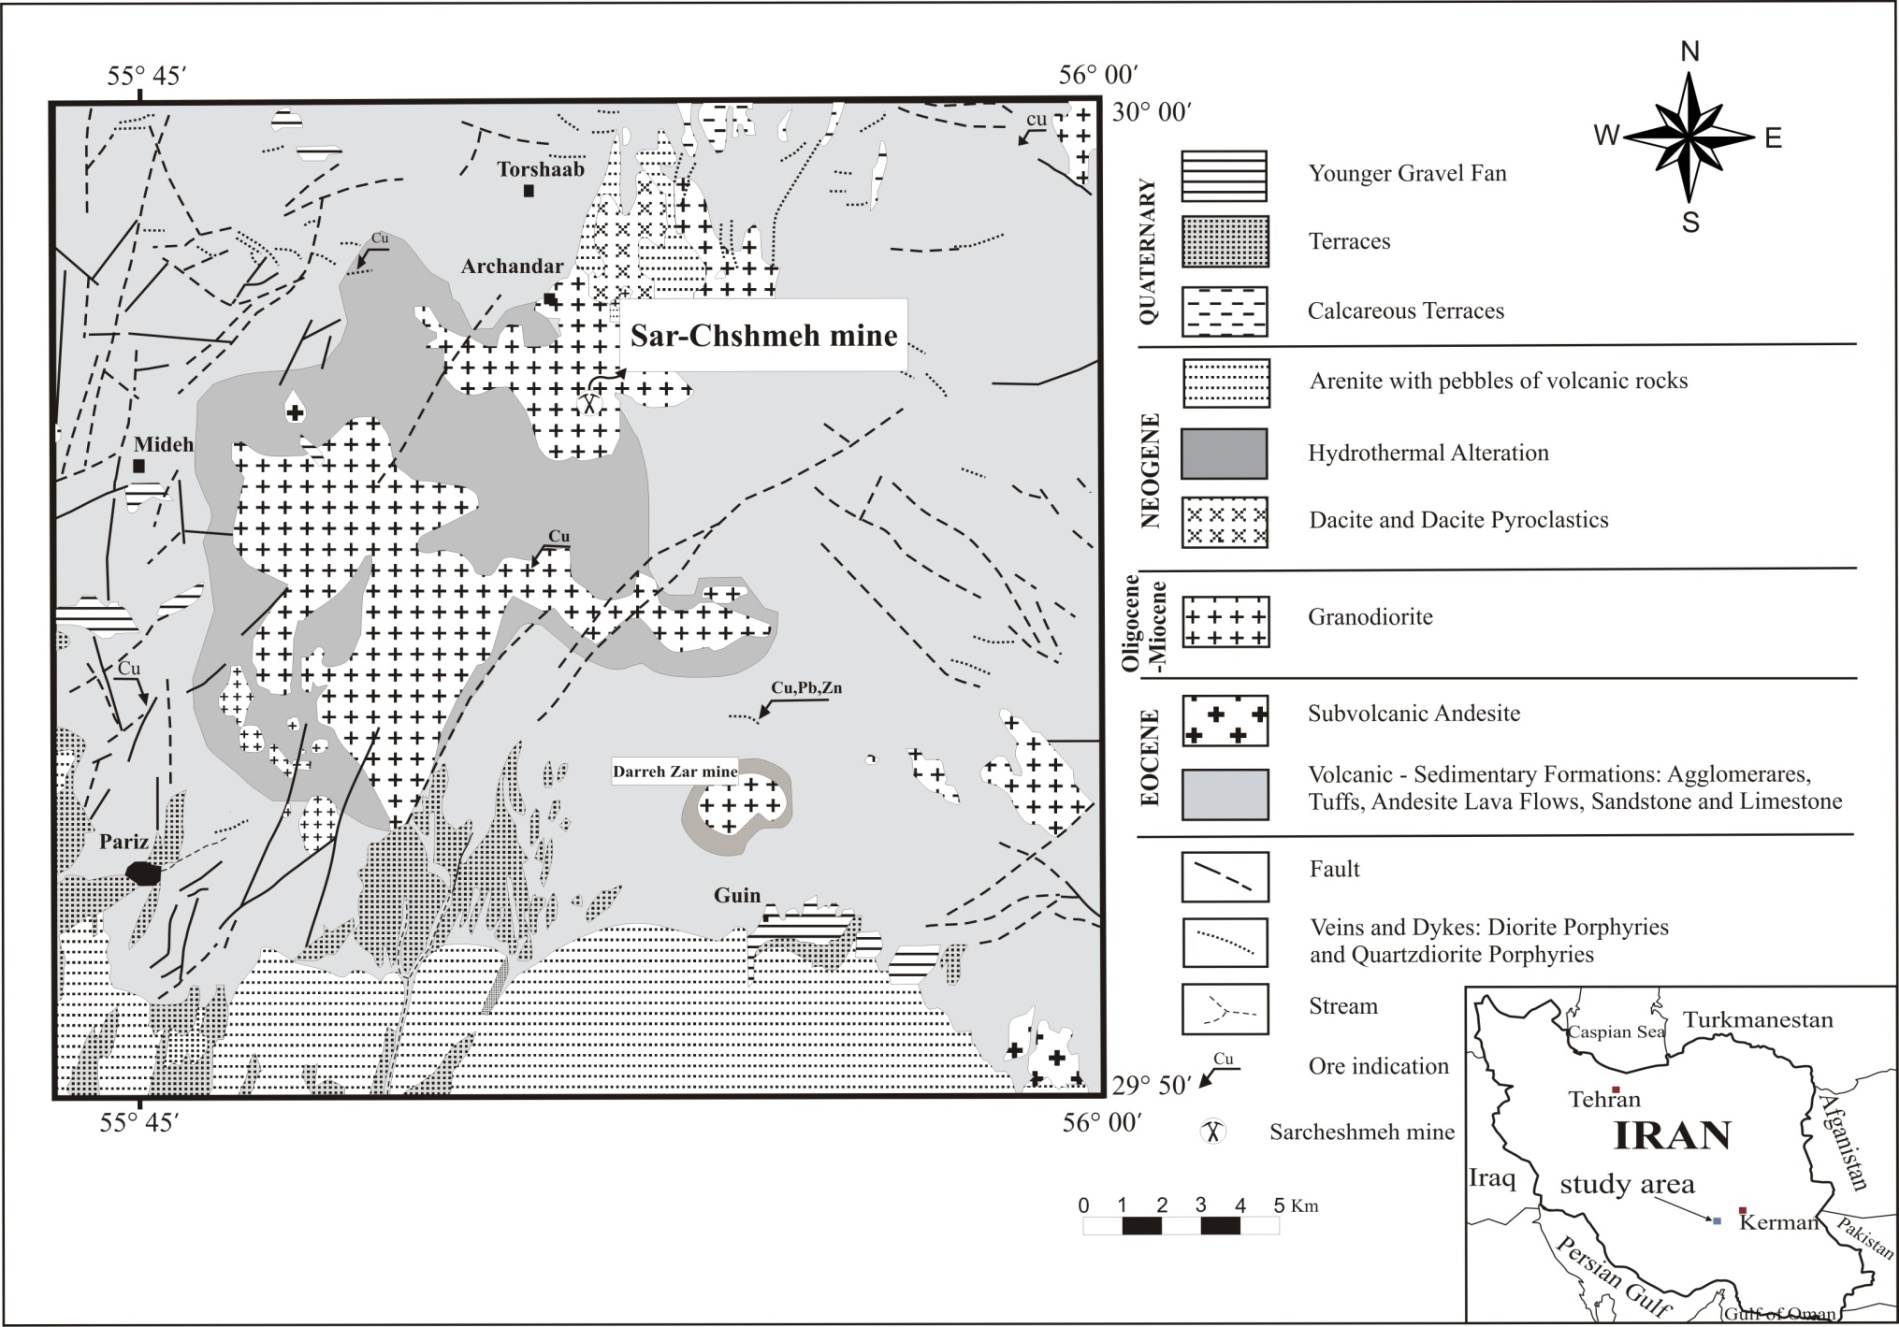 55° 45′
56° 00′
30° 00′
cu
Torshaab
Cu
Archandar
Sar-Chshmeh mine
Mideh
Cu
Cu
Cu,Pb,Zn
Darreh Zar mine
Pariz
Guin
29° 50′
55° 45′
56° 00′
N
W
E
S
QUATERNARY
Younger Gravel Fan
Terraces
Calcareous Terraces
NEOGENE
Arenite with pebbles of volcanic rocks
Hydrothermal Alteration
Dacite and Dacite Pyroclastics
Oligocene
-Miocene
Granodiorite
EOCENE
Subvolcanic Andesite
Volcanic - Sedimentary Formations: Agglomerares,
Tuffs, Andesite Lava Flows, Sandstone and Limestone
Fault
Veins and Dykes: Diorite Porphyries
and Quartzdiorite Porphyries
Stream
Cu
Ore indication
Sarcheshmeh mine
0 1 2 3 4 5 Km
Caspian Sea
Turkmanestan
Tehran
IRAN
Afganistan
Iraq
study area
Kerman
Pakistan
Persian Gulf
Gulf of Oman